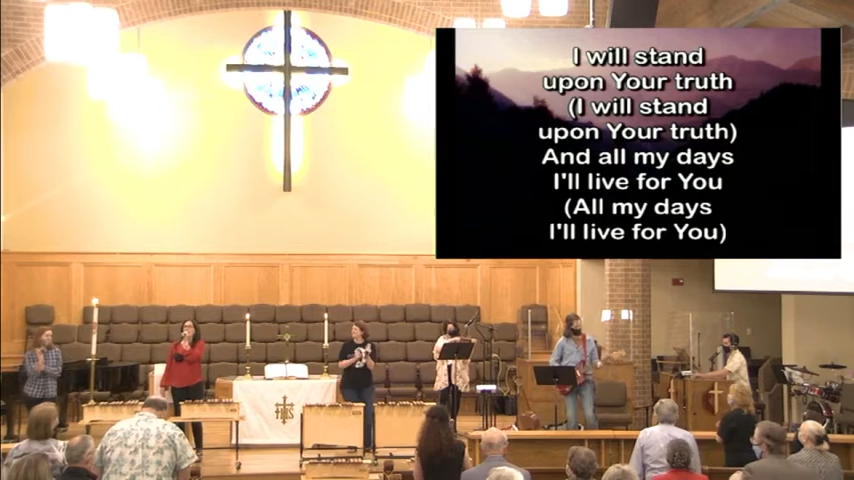 I will stand
upon Your truth
(I will stand
upon Your truth)
And all my days
I'll live for You
(All my days
I'll live for You)
IHS